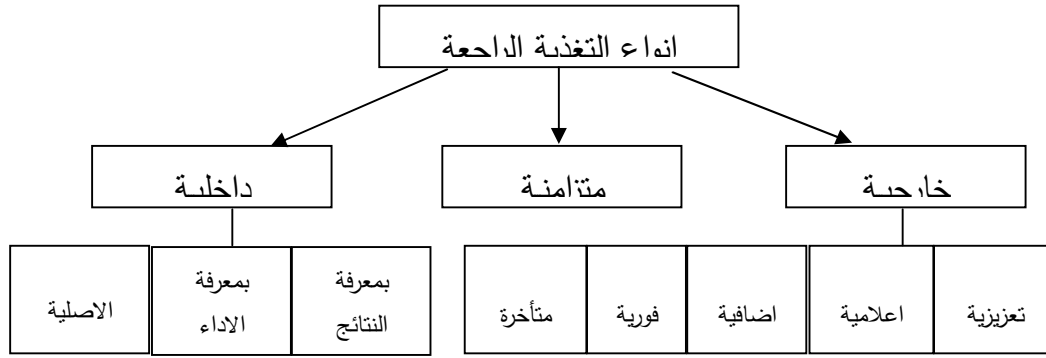 انواع التغذية الراجعة
خارجية
متزامنة
داخلية
تعزيزية
اعلامية
اضافية
فورية
متأخرة
بمعرفة
النتائج
بمعرفة
الاداء
الاصلية